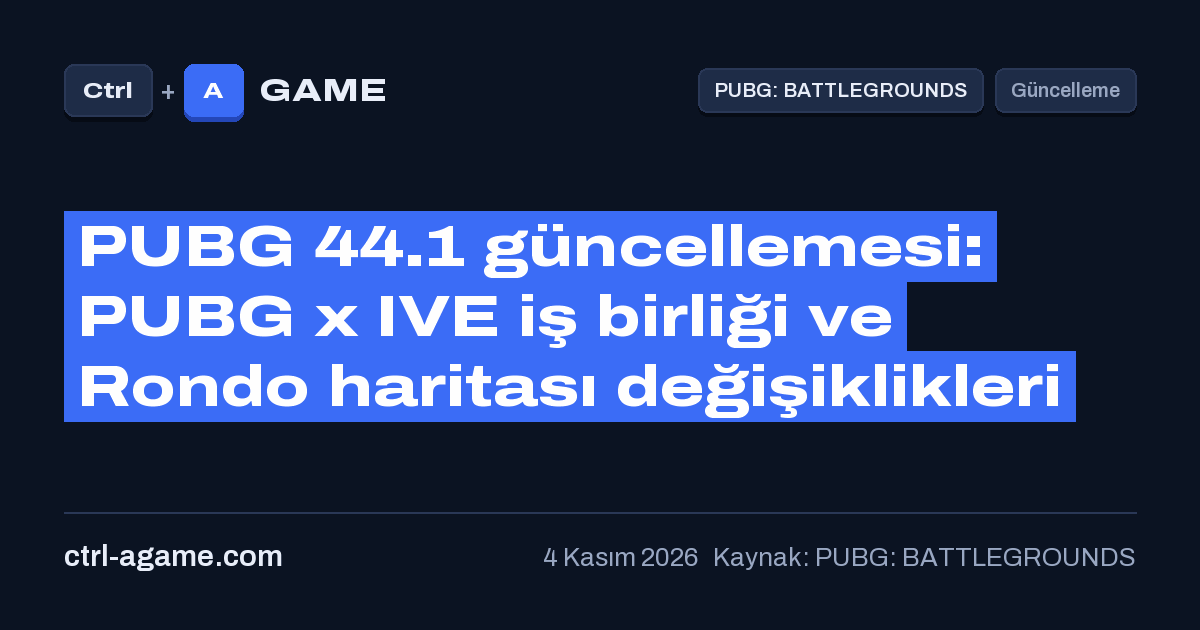 Ctrl + A GAME
PUBG: BATTLEGROUNDS
Güncelleme
PUBG 44.1 güncellemesi:
PUBG x IVE iş birliği ve
Rondo haritası değişiklikleri
ctrl-agame.com
4 Kasım 2026 Kaynak: PUBG: BATTLEGROUNDS